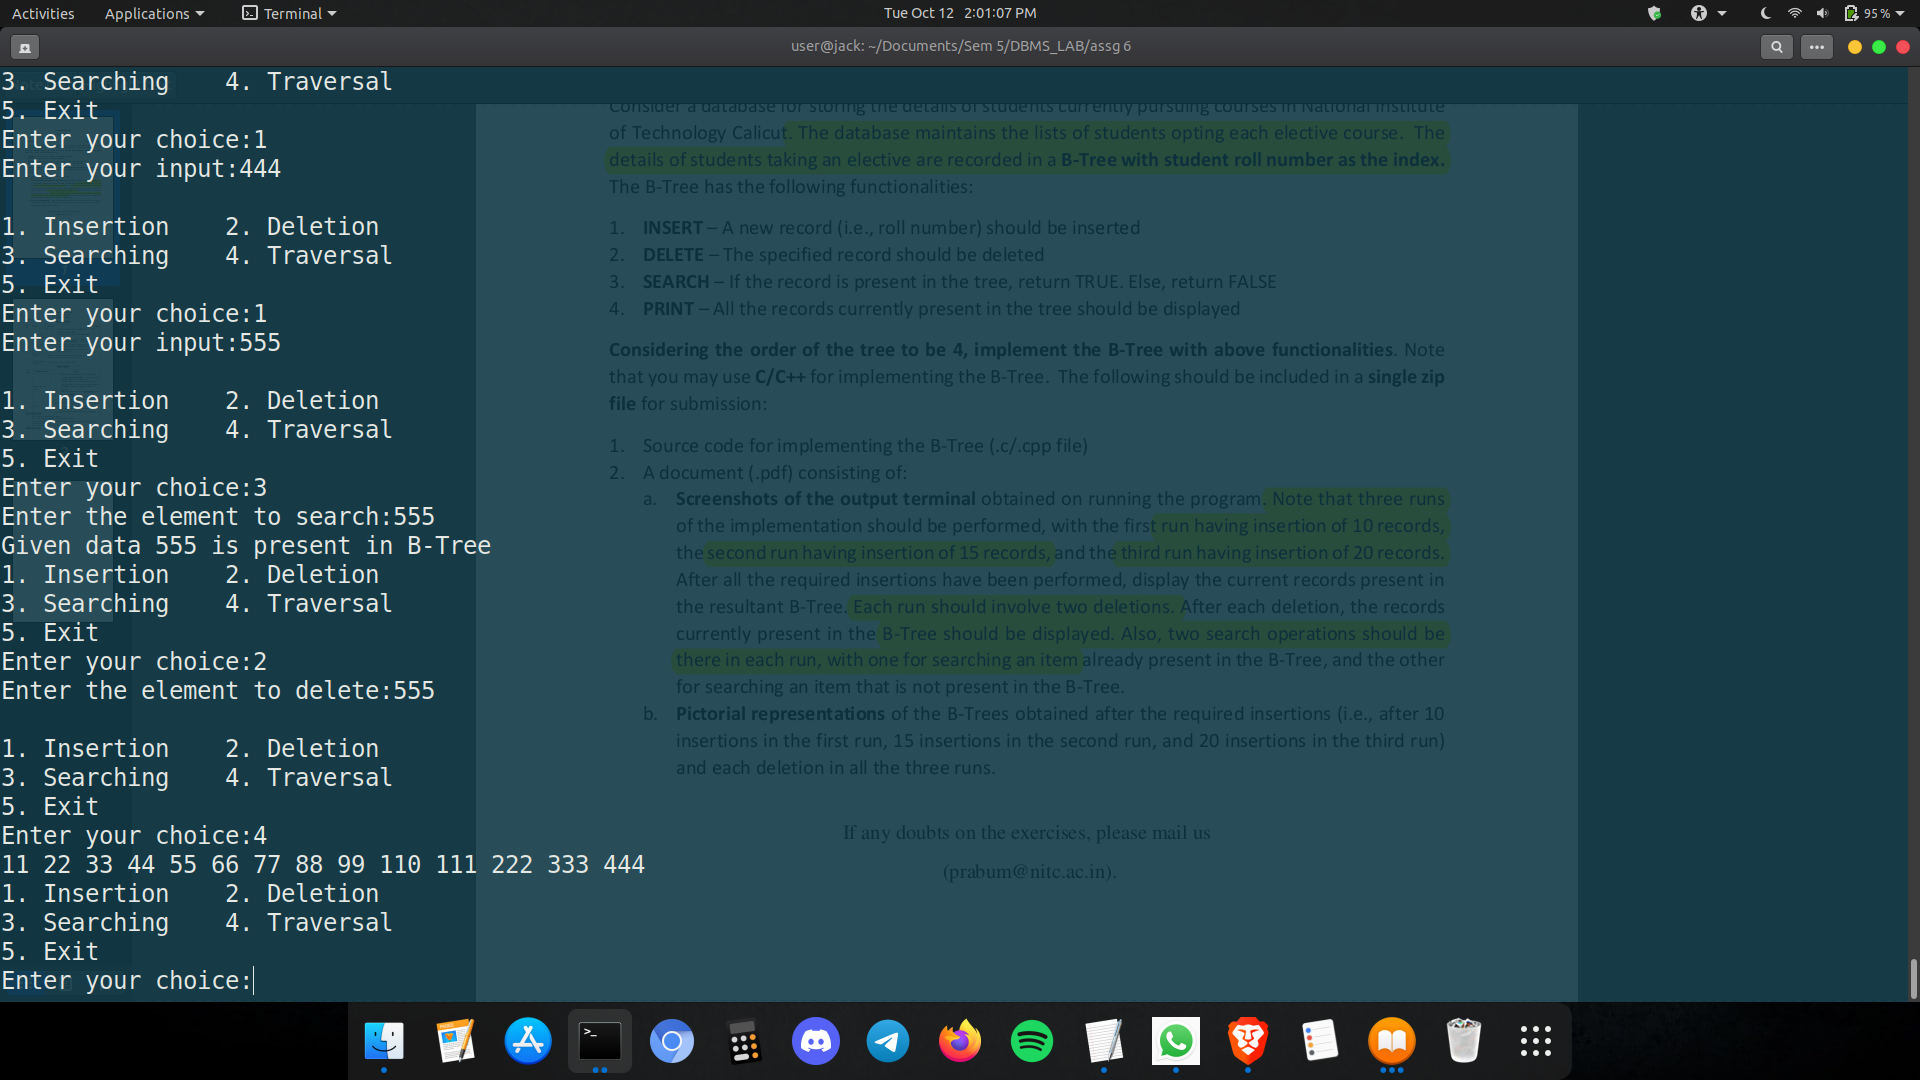 Activities Applications Terminal Tue Oct 12 2:01:07 PM 95 %
user@jack: ~/Documents/Sem 5/DBMS_LAB/assg 6
3. Searching    4. Traversal
5. Exit
Enter your choice:1
Enter your input:444
1. Insertion    2. Deletion
3. Searching    4. Traversal
5. Exit
Enter your choice:1
Enter your input:555
1. Insertion    2. Deletion
3. Searching    4. Traversal
5. Exit
Enter your choice:3
Enter the element to search:555
Given data 555 is present in B-Tree
1. Insertion    2. Deletion
3. Searching    4. Traversal
5. Exit
Enter your choice:2
Enter the element to delete:555
1. Insertion    2. Deletion
3. Searching    4. Traversal
5. Exit
Enter your choice:4
11 22 33 44 55 66 77 88 99 110 111 222 333 444
1. Insertion    2. Deletion
3. Searching    4. Traversal
5. Exit
Enter your choice:
Consider a database for storing the details of students currently pursuing courses in National Institute
of Technology Calicut. The database maintains the lists of students opting each elective course. The
details of students taking an elective are recorded in a B-Tree with student roll number as the index.
The B-Tree has the following functionalities:
1. INSERT – A new record (i.e., roll number) should be inserted
2. DELETE – The specified record should be deleted
3. SEARCH – If the record is present in the tree, return TRUE. Else, return FALSE
4. PRINT – All the records currently present in the tree should be displayed
Considering the order of the tree to be 4, implement the B-Tree with above functionalities. Note
that you may use C/C++ for implementing the B-Tree. The following should be included in a single zip
file for submission:
1. Source code for implementing the B-Tree (.c/.cpp file)
2. A document (.pdf) consisting of:
a. Screenshots of the output terminal obtained on running the program. Note that three runs
of the implementation should be performed, with the first run having insertion of 10 records,
the second run having insertion of 15 records, and the third run having insertion of 20 records.
After all the required insertions have been performed, display the current records present in
the resultant B-Tree. Each run should involve two deletions. After each deletion, the records
currently present in the B-Tree should be displayed. Also, two search operations should be
there in each run, with one for searching an item already present in the B-Tree, and the other
for searching an item that is not present in the B-Tree.
b. Pictorial representations of the B-Trees obtained after the required insertions (i.e., after 10
insertions in the first run, 15 insertions in the second run, and 20 insertions in the third run)
and each deletion in all the three runs.
If any doubts on the exercises, please mail us
(prabum@nitc.ac.in).